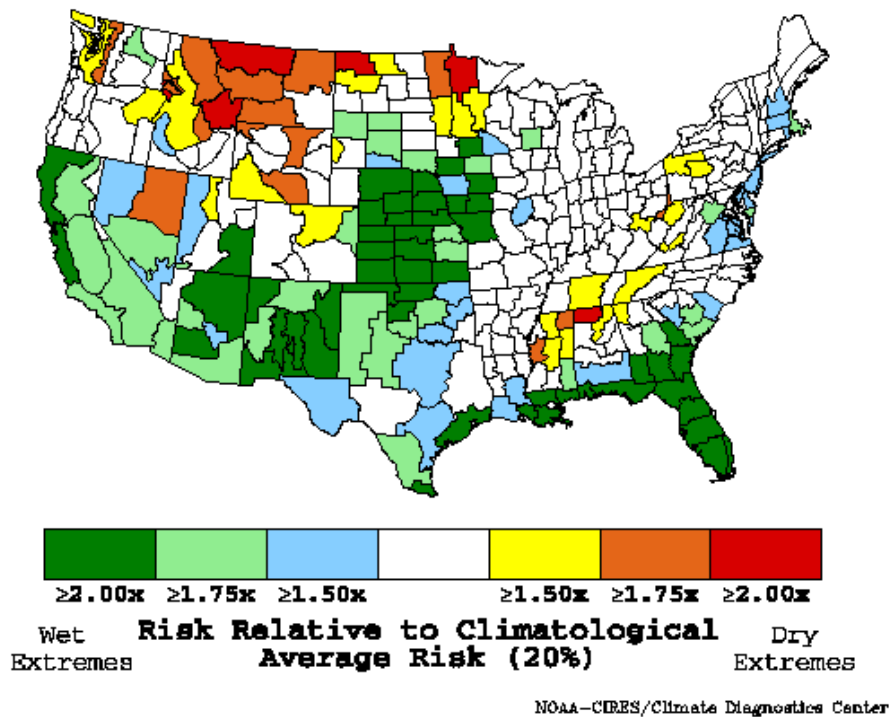 ≥2.00x ≥1.75x ≥1.50x ≥1.50x ≥1.75x ≥2.00x
Wet Extremes
Risk Relative to Climatological
Average Risk (20%)
Dry Extremes
NOAA-CIRES/Climate Diagnostics Center